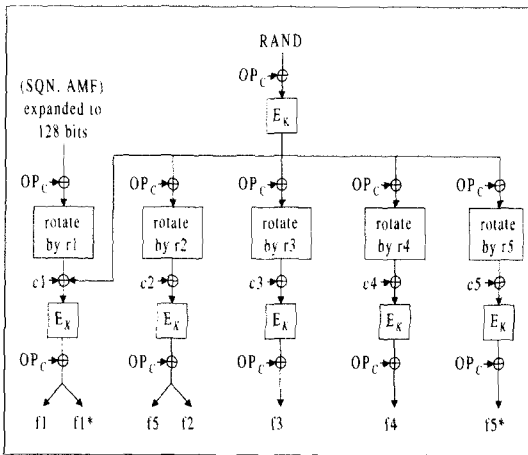 RAND
OP_C
E_K
(SQN, AMF)
expanded to
128 bits
OP_C OP_C OP_C OP_C OP_C
rotate by r1
rotate by r2
rotate by r3
rotate by r4
rotate by r5
c1 c2 c3 c4 c5
E_K E_K E_K E_K E_K
OP_C OP_C OP_C OP_C OP_C
f1 f1* f5 f2 f3 f4 f5*